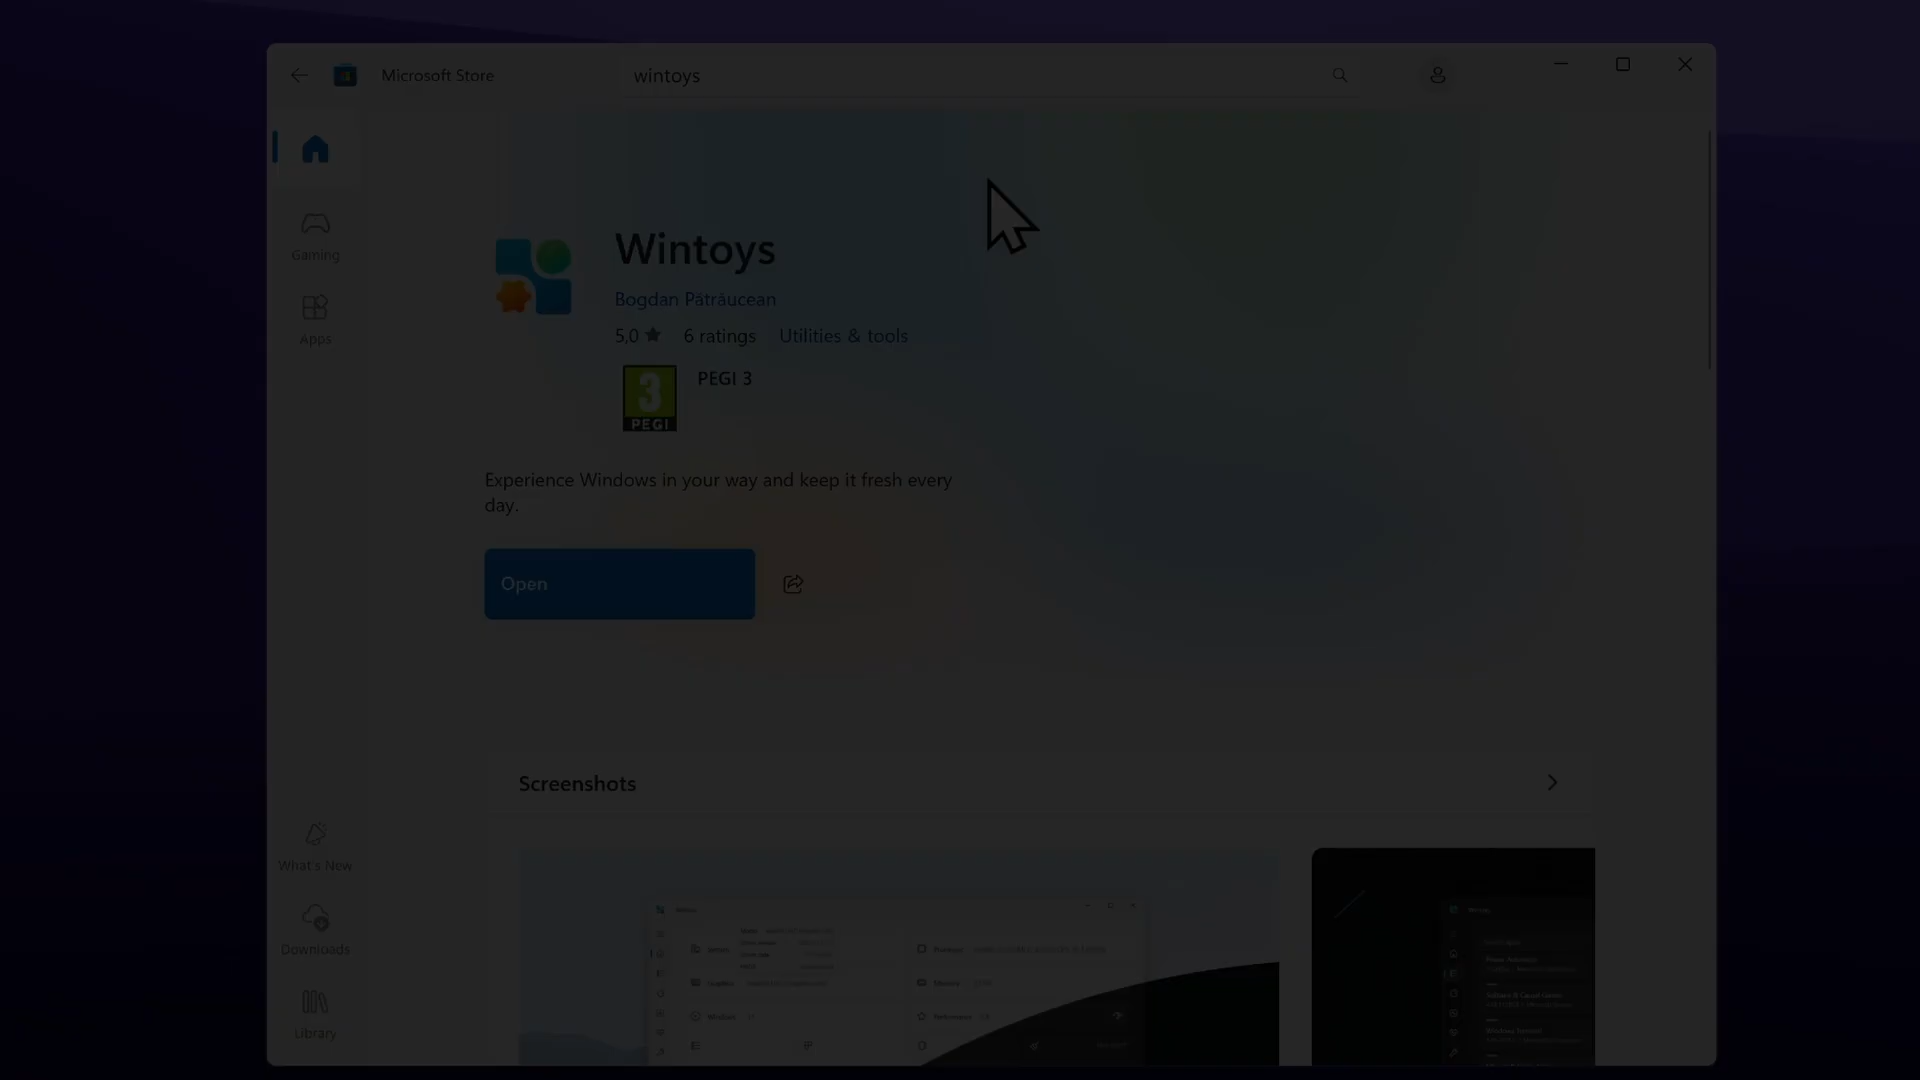 Microsoft Store
wintoys
Gaming
Apps
Wintoys
Bogdan Pătrăucean
5,0 ★ 6 ratings Utilities & tools
3
PEGI
PEGI 3
Experience Windows in your way and keep it fresh every
day.
Open
Screenshots
What's New
Downloads
Library